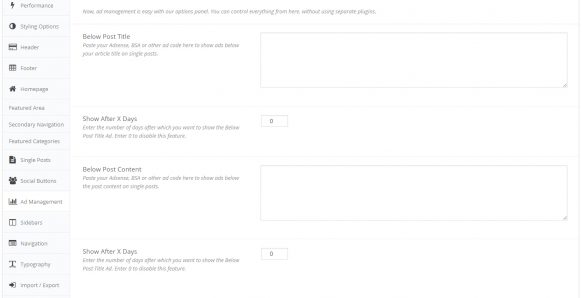 Performance
Styling Options
Header
Footer
Homepage
Featured Area
Secondary Navigation
Featured Categories
Single Posts
Social Buttons
Ad Management
Sidebars
Navigation
Typography
Import / Export
Now, ad management is easy with our options panel. You can control everything from here, without using separate plugins.
Below Post Title
Paste your Adsense, BSA or other ad code here to show ads below
your article title on single posts.
Show After X Days
0
Enter the number of days after which you want to show the Below
Post Title Ad. Enter 0 to disable this feature.
Below Post Content
Paste your Adsense, BSA or other ad code here to show ads below
the post content on single posts.
Show After X Days
0
Enter the number of days after which you want to show the Below
Post Title Ad. Enter 0 to disable this feature.